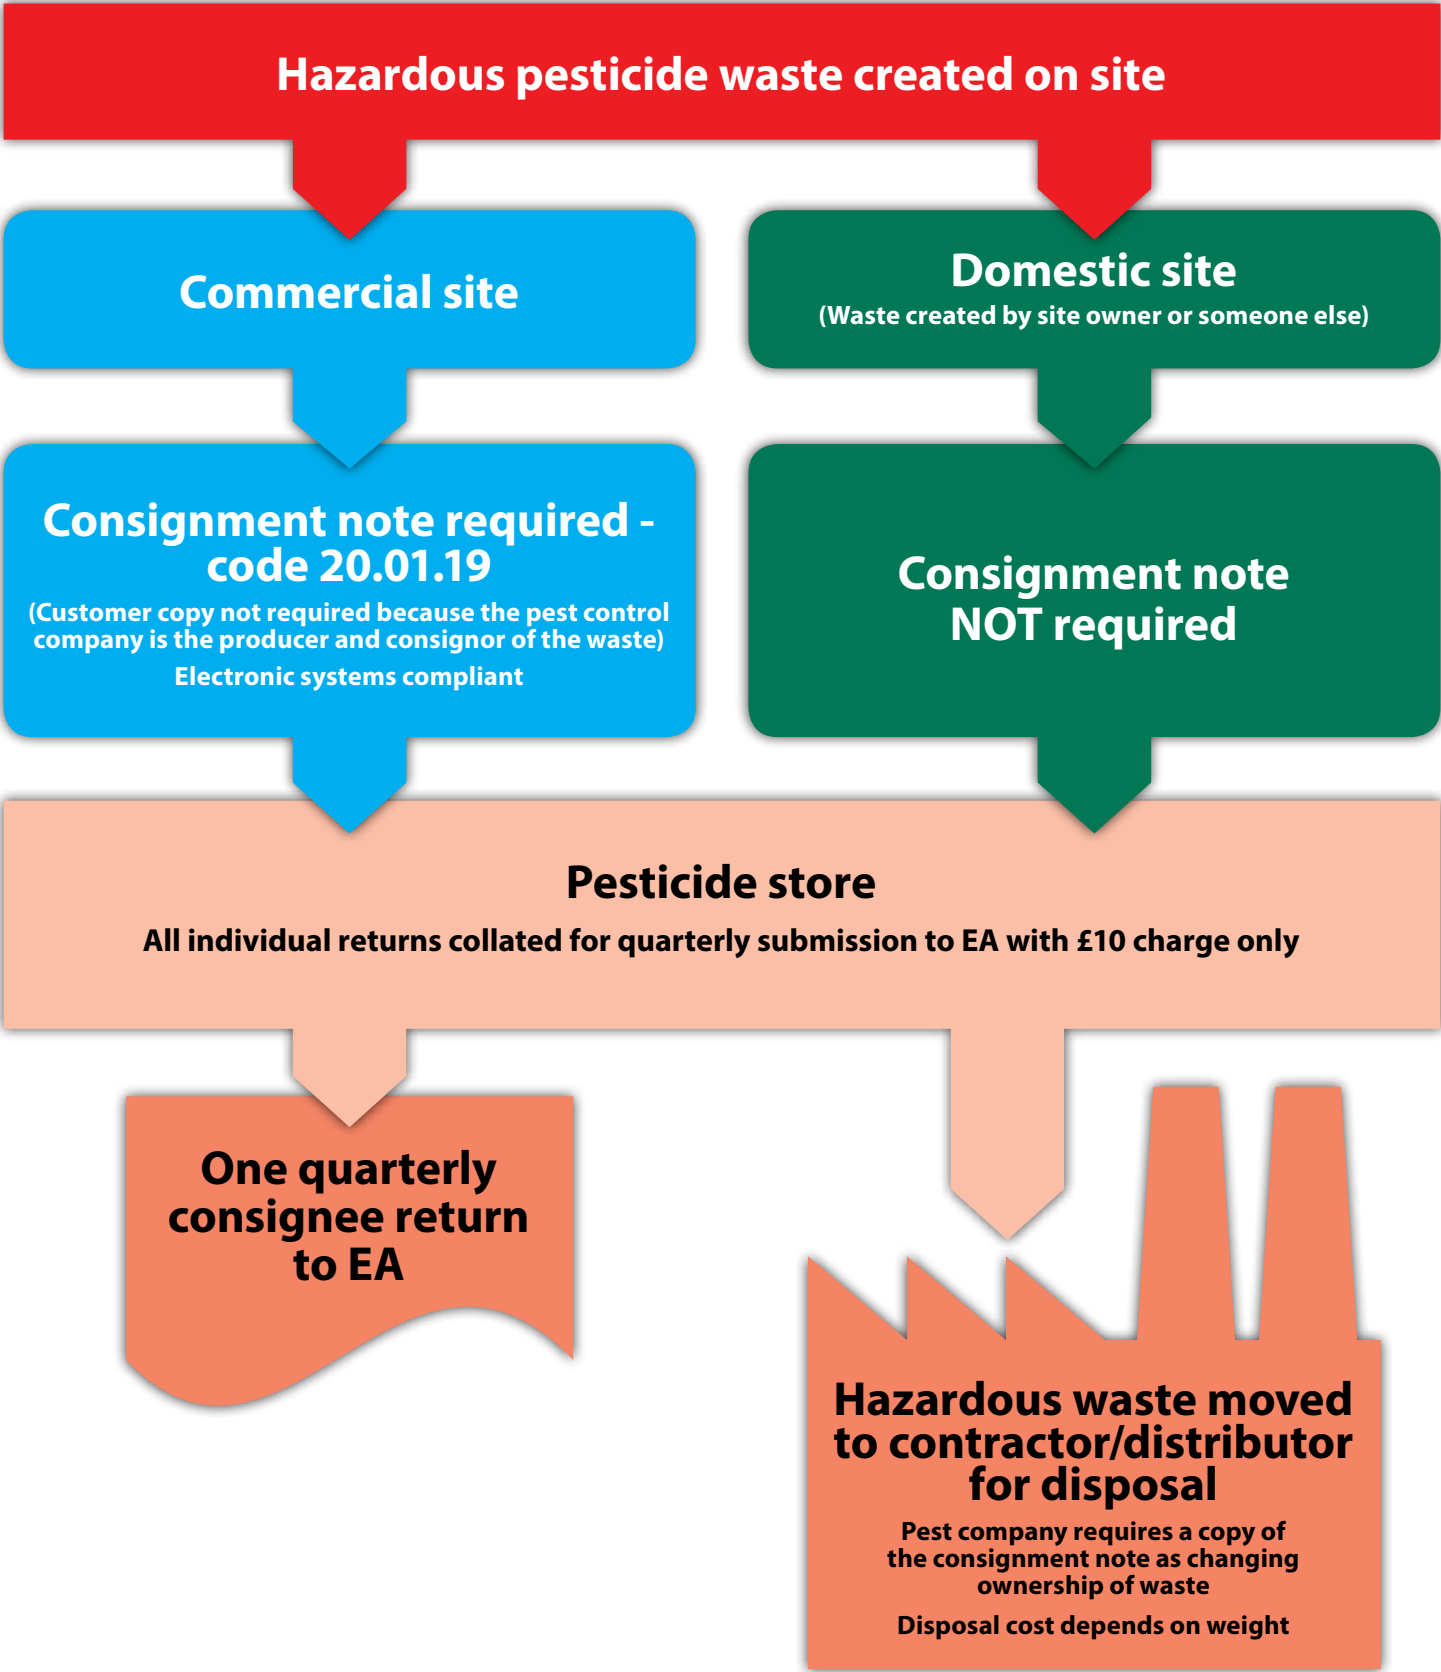 Hazardous pesticide waste created on site
Commercial site
Domestic site
(Waste created by site owner or someone else)
Consignment note required -
code 20.01.19
(Customer copy not required because the pest control
company is the producer and consignor of the waste)
Electronic systems compliant
Consignment note
NOT required
Pesticide store
All individual returns collated for quarterly submission to EA with £10 charge only
One quarterly
consignee return
to EA
Hazardous waste moved
to contractor/distributor
for disposal
Pest company requires a copy of
the consignment note as changing
ownership of waste
Disposal cost depends on weight